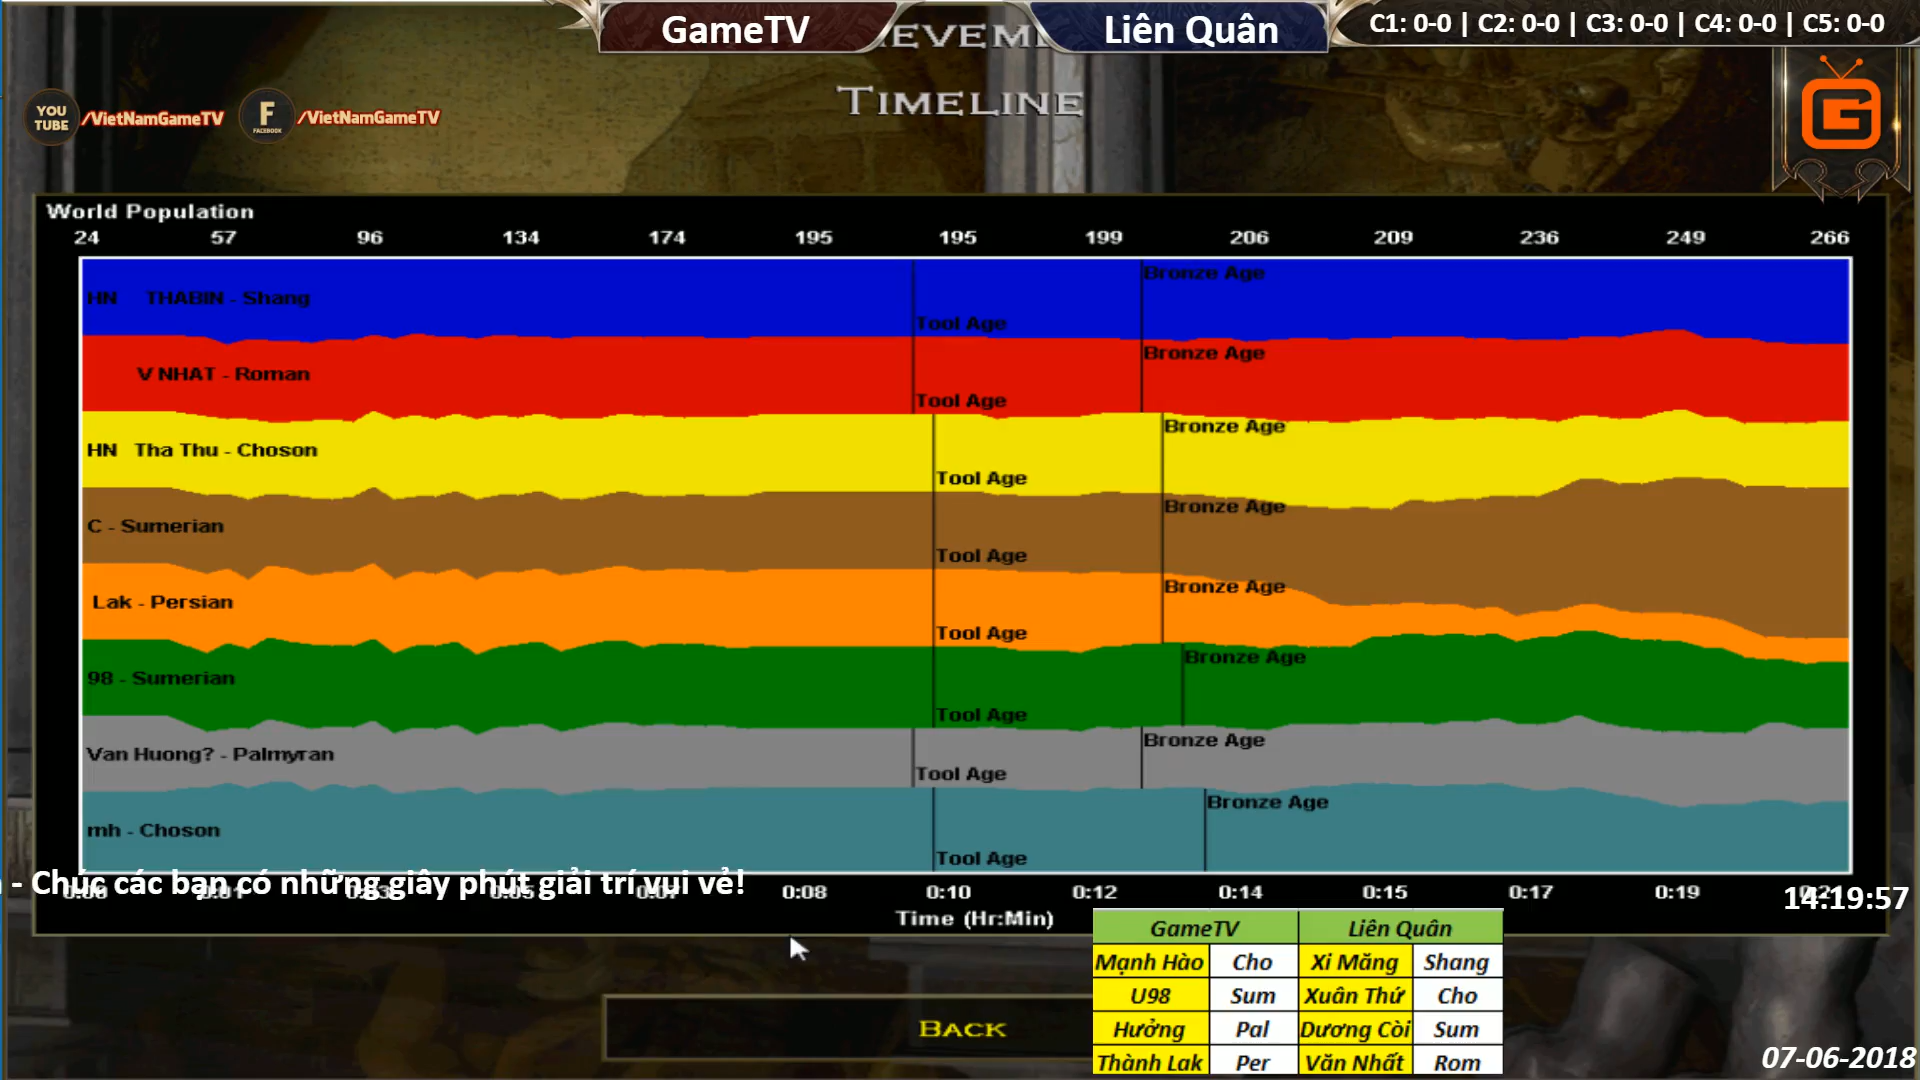 GameTV
Liên Quân
C1: 0-0 | C2: 0-0 | C3: 0-0 | C4: 0-0 | C5: 0-0
TIMELINE
YOU TUBE /VietNamGameTV
F FACEBOOK /VietNamGameTV
World Population
24 57 96 134 174 195 195 199 206 209 236 249 266
HN THABIN - Shang
Tool Age
Bronze Age
V NHAT - Roman
Tool Age
Bronze Age
HN Tha Thu - Choson
Tool Age
Bronze Age
C - Sumerian
Tool Age
Bronze Age
Lak - Persian
Tool Age
Bronze Age
98 - Sumerian
Tool Age
Bronze Age
Van Huong? - Palmyran
Tool Age
Bronze Age
mh - Choson
Tool Age
Bronze Age
- Chúc các bạn có những giây phút giải trí vui vẻ!
0:08 0:10 0:12 0:14 0:15 0:17 0:19
14:19:57
Time (Hr:Min)
GameTV Liên Quân
Mạnh Hào Cho Xi Măng Shang
U98 Sum Xuân Thứ Cho
Hưởng Pal Dương Còi Sum
Thành Lak Per Văn Nhất Rom
BACK
07-06-2018